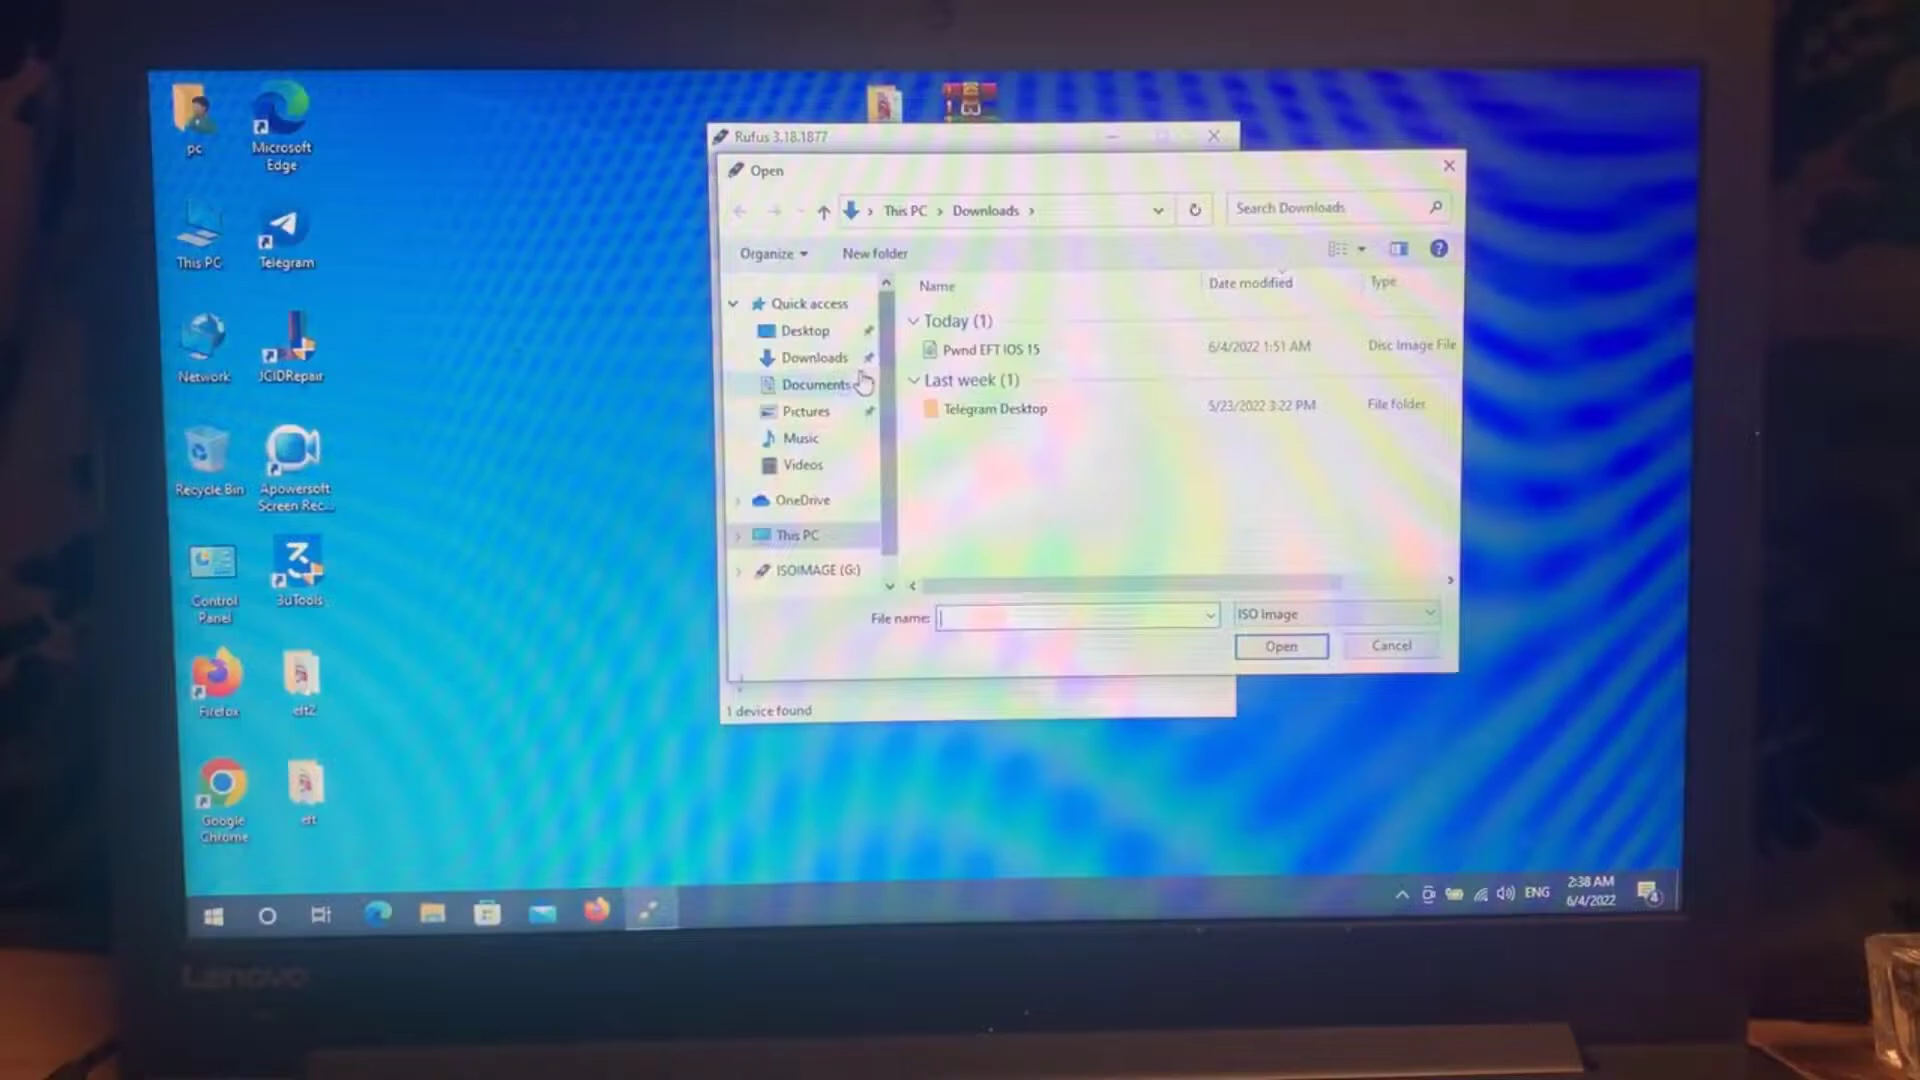 pc
Microsoft
Edge
This PC
Telegram
Network
JCIDRepair
Recycle Bin
Apowersoft
Screen Rec...
Control
Panel
3uTools
Firefox
eft2
Google
Chrome
eft
Rufus 3.18.1877
Open
This PC > Downloads >
Search Downloads
Organize
New folder
Name
Date modified
Type
Quick access
Desktop
Downloads
Documents
Pictures
Music
Videos
OneDrive
This PC
ISOIMAGE (G:)
Today (1)
Pwnd EFT IOS 15
6/4/2022 1:51 AM
Disc Image File
Last week (1)
Telegram Desktop
5/23/2022 3:22 PM
File folder
File name:
ISO Image
Open
Cancel
1 device found
ENG
2:38 AM
6/4/2022
4
Lenovo